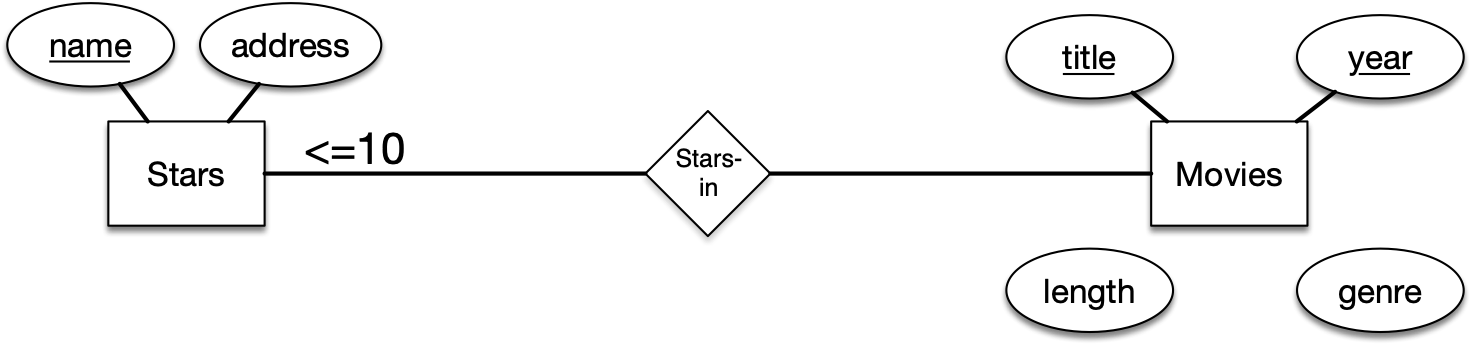 name
address
title
year
<=10
Stars
Stars-
in
Movies
length
genre